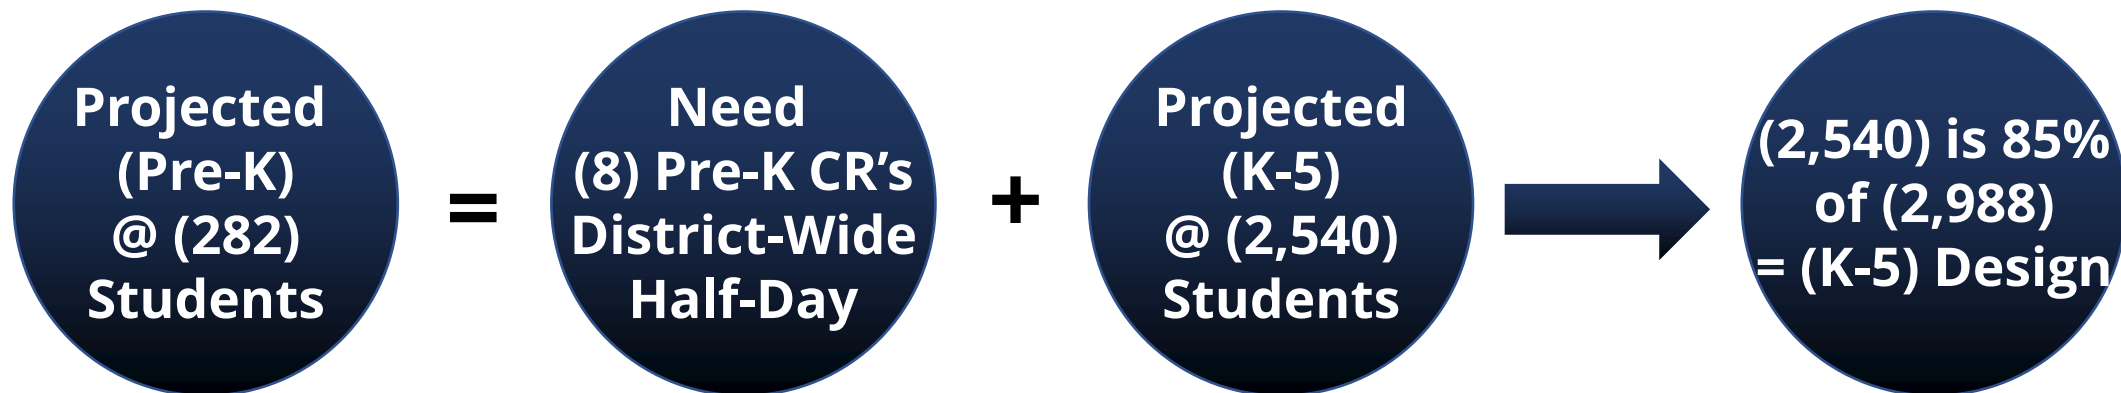 Projected
(Pre-K)
@ (282)
Students
=
Need
(8) Pre-K CR’s
District-Wide
Half-Day
+
Projected
(K-5)
@ (2,540)
Students
(2,540) is 85%
of (2,988)
= (K-5) Design